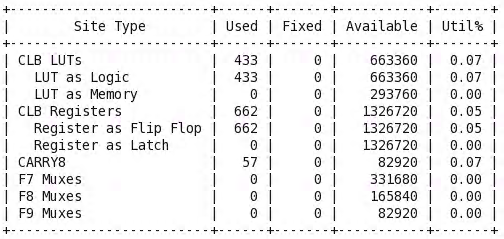 +----------------------------+------+-------+-----------+-------+
|          Site Type         | Used | Fixed | Available | Util% |
+----------------------------+------+-------+-----------+-------+
| CLB LUTs                   |  433 |     0 |    663360 |  0.07 |
|   LUT as Logic             |  433 |     0 |    663360 |  0.07 |
|   LUT as Memory            |    0 |     0 |    293760 |  0.00 |
| CLB Registers              |  662 |     0 |   1326720 |  0.05 |
|   Register as Flip Flop    |  662 |     0 |   1326720 |  0.05 |
|   Register as Latch        |    0 |     0 |   1326720 |  0.00 |
| CARRY8                     |   57 |     0 |     82920 |  0.07 |
| F7 Muxes                   |    0 |     0 |    331680 |  0.00 |
| F8 Muxes                   |    0 |     0 |    165840 |  0.00 |
| F9 Muxes                   |    0 |     0 |     82920 |  0.00 |
+----------------------------+------+-------+-----------+-------+